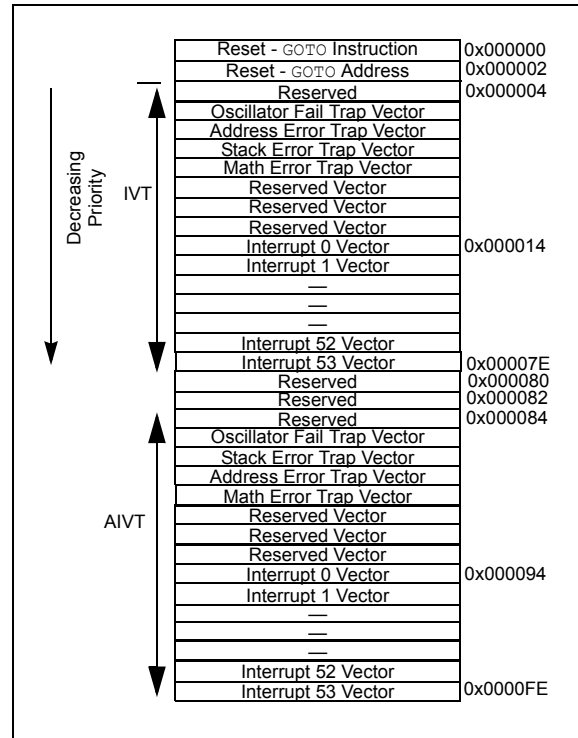 Reset - GOTO Instruction 0x000000
Reset - GOTO Address 0x000002
Reserved 0x000004
Oscillator Fail Trap Vector
Address Error Trap Vector
Stack Error Trap Vector
Math Error Trap Vector
Reserved Vector
Reserved Vector
Reserved Vector
Interrupt 0 Vector 0x000014
Interrupt 1 Vector
—
—
—
Interrupt 52 Vector
Interrupt 53 Vector 0x00007E
Reserved 0x000080
Reserved 0x000082
Reserved 0x000084
Oscillator Fail Trap Vector
Stack Error Trap Vector
Address Error Trap Vector
Math Error Trap Vector
Reserved Vector
Reserved Vector
Reserved Vector
Interrupt 0 Vector 0x000094
Interrupt 1 Vector
—
—
—
Interrupt 52 Vector
Interrupt 53 Vector 0x0000FE
Decreasing
Priority
IVT
AIVT